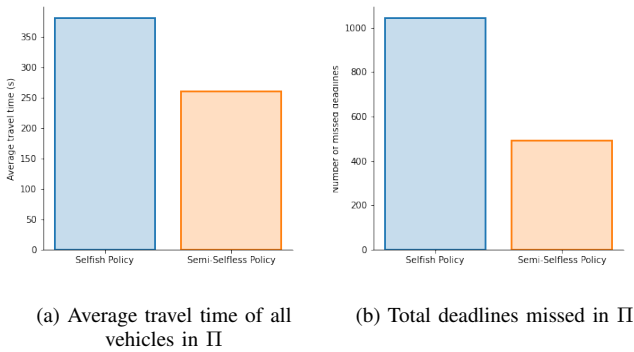 350
300
250
200
150
100
50
0
Average travel time (s)
Selfish Policy
Semi-Selfless Policy
(a) Average travel time of all
vehicles in Π
1000
800
600
400
200
0
Number of missed deadlines
Selfish Policy
Semi-Selfless Policy
(b) Total deadlines missed in Π